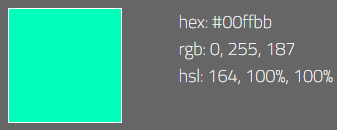 hex: #00ffbb
rgb: 0, 255, 187
hsl: 164, 100%, 100%